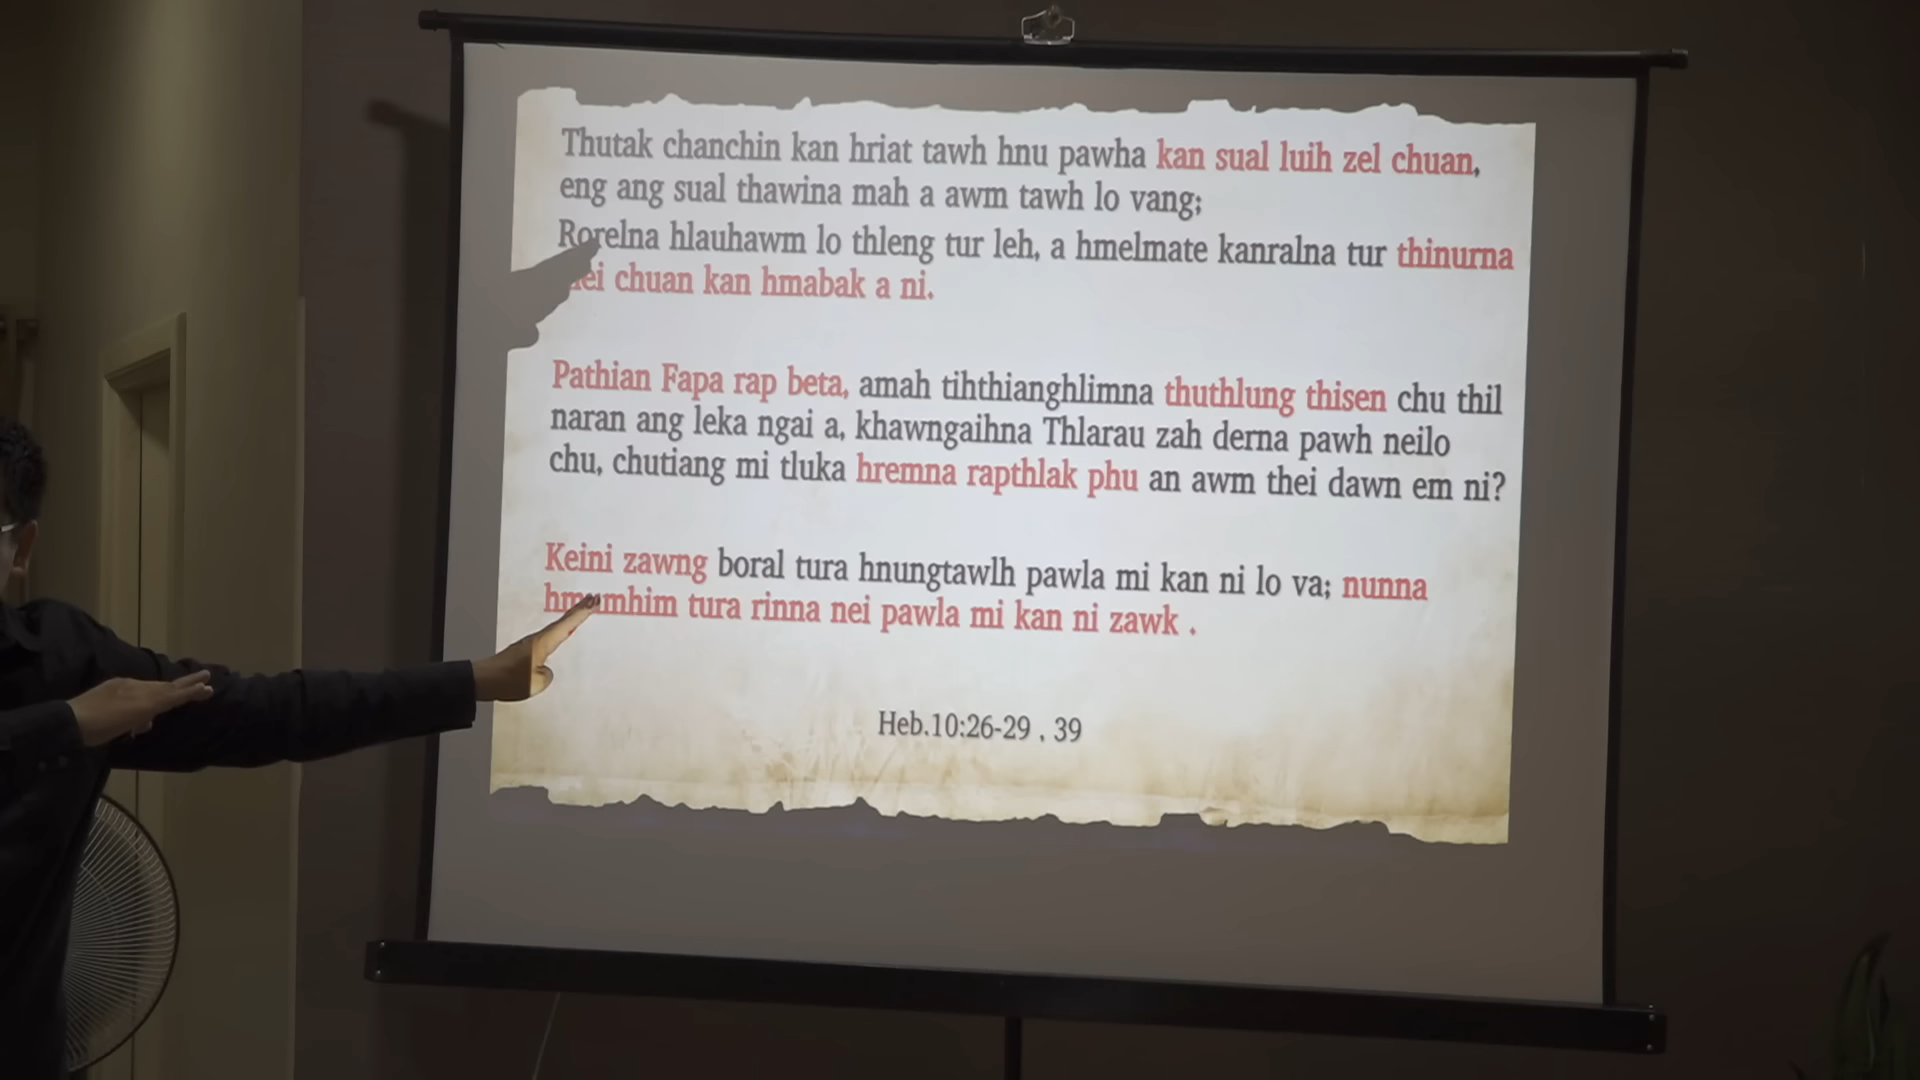 Thutak chanchin kan hriat tawh hnu pawha kan sual luih zel chuan,
eng ang sual thawina mah a awm tawh lo vang;
Rorelna hlauhawm lo thleng tur leh, a hmelmate kanralna tur thinurna
chuan kan hmabak a ni.
Pathian Fapa rap beta, amah tihthianghlimna thuthlung thisen chu thil
naran ang leka ngai a, khawngaihna Thlarau zah derna pawh neilo
chu, chutiang mi tluka hremna rapthlak phu an awm thei dawn em ni?
Keini zawng boral tura hnungtawlh pawla mi kan ni lo va; nunna
tura rinna nei pawla mi kan ni zawk .
Heb.10:26-29 , 39